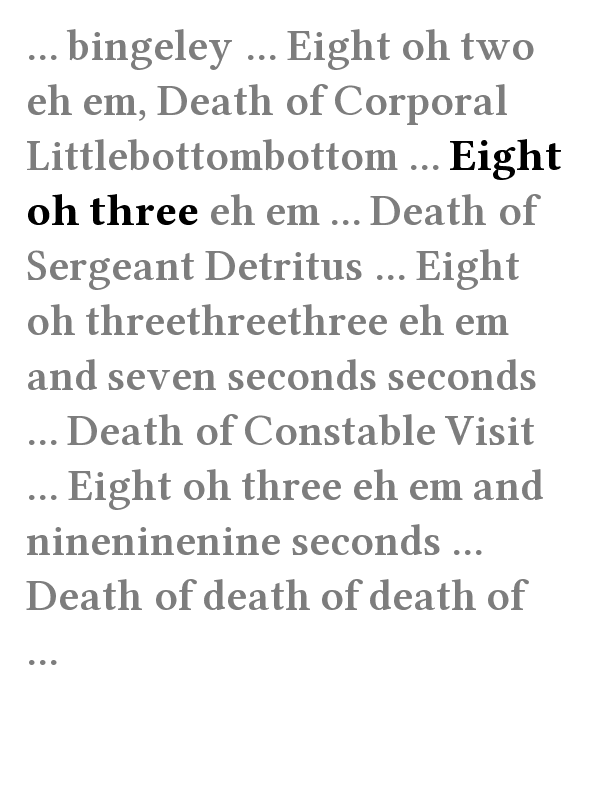 ... bingeley ... Eight oh two
eh em, Death of Corporal
Littlebottombottom ... Eight
oh three eh em ... Death of
Sergeant Detritus ... Eight
oh threethreethree eh em
and seven seconds seconds
... Death of Constable Visit
... Eight oh three eh em and
nineninenine seconds ...
Death of death of death of
...